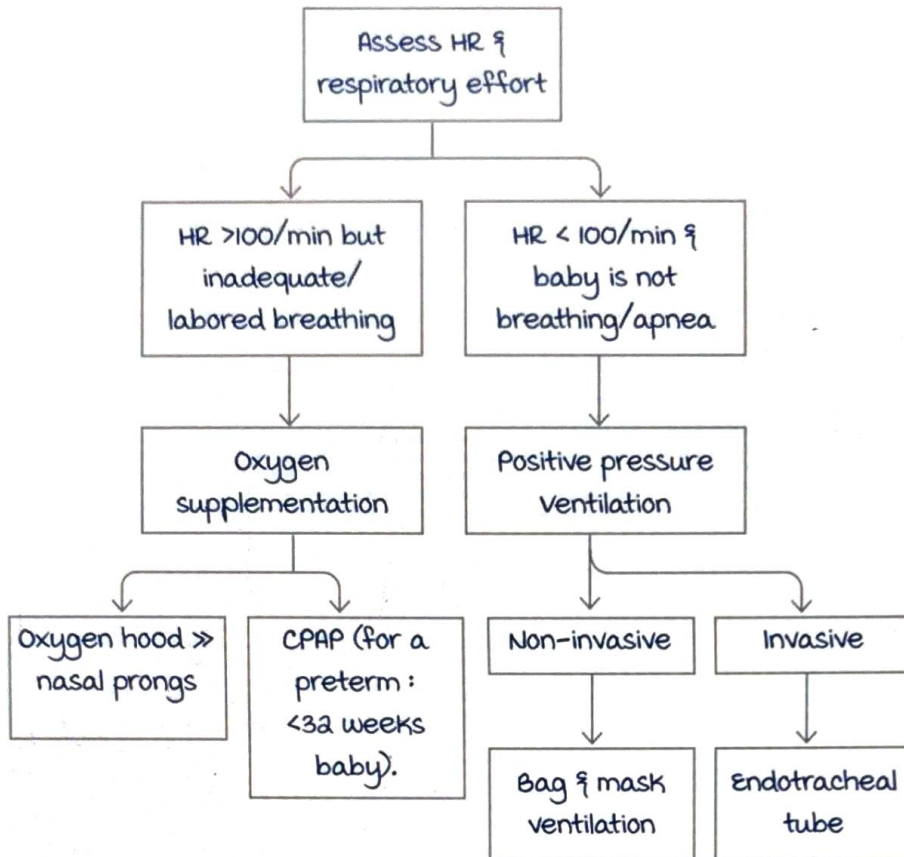 Assess HR &
respiratory effort
HR >100/min but
inadequate/
labored breathing
HR < 100/min &
baby is not
breathing/apnea
Oxygen
supplementation
Positive pressure
ventilation
Oxygen hood >>
nasal prongs
CPAP (for a
preterm :
<32 weeks
baby).
Non-invasive
Invasive
Bag & mask
ventilation
Endotracheal
tube